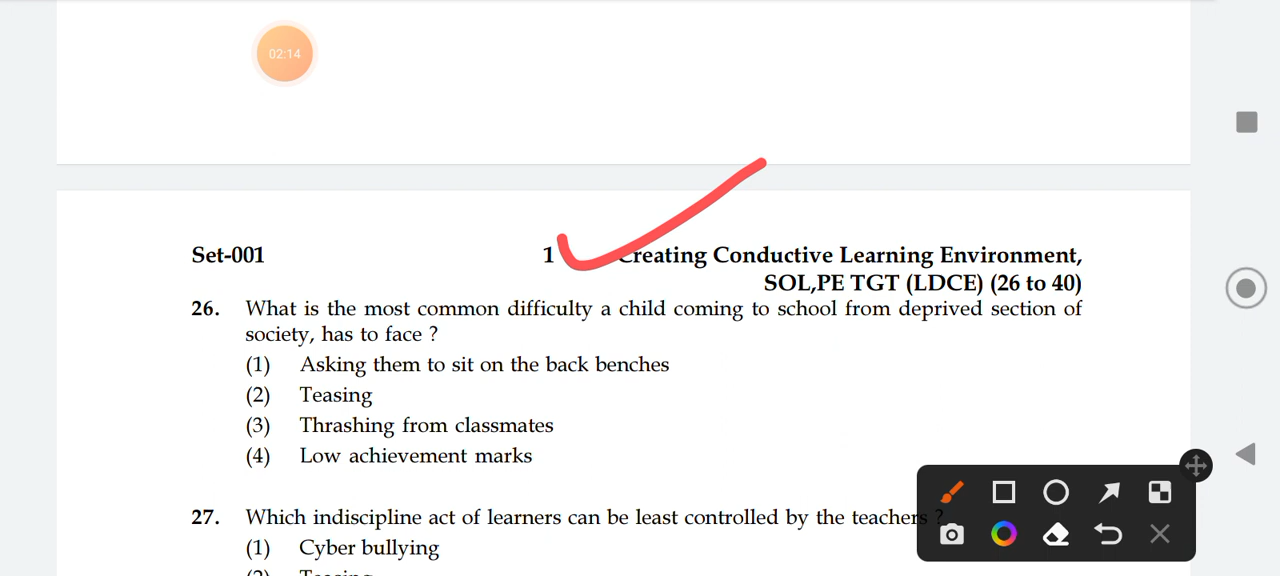 02:14
Set-001 1 Creating Conductive Learning Environment,
SOL,PE TGT (LDCE) (26 to 40)
26. What is the most common difficulty a child coming to school from deprived section of
society, has to face ?
(1) Asking them to sit on the back benches
(2) Teasing
(3) Thrashing from classmates
(4) Low achievement marks
27. Which indiscipline act of learners can be least controlled by the teachers ?
(1) Cyber bullying
(2) Teasing